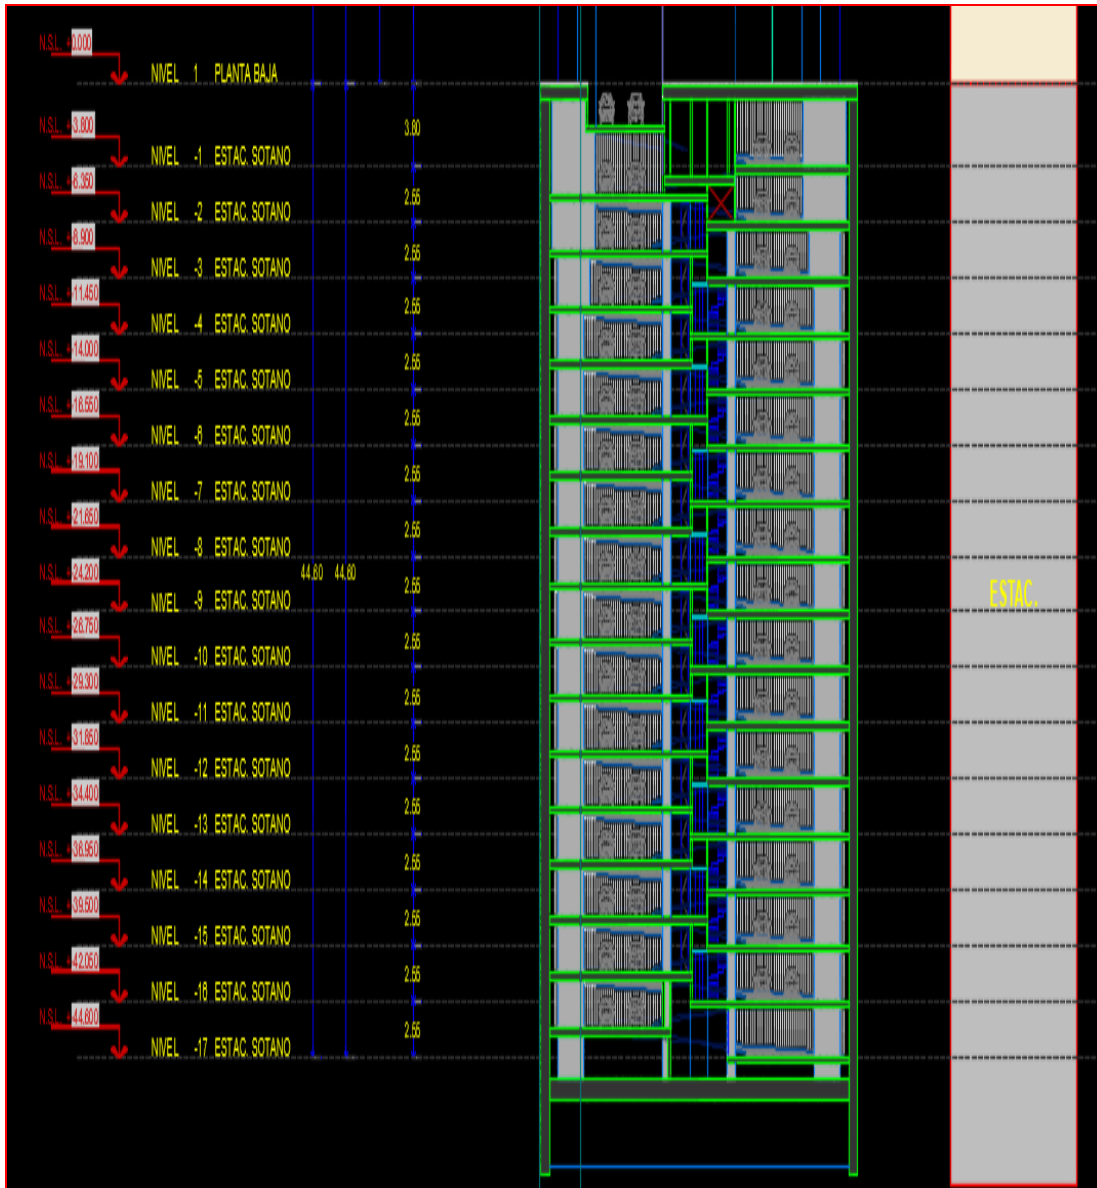 N.S.L. +0.000
NIVEL 1 PLANTA BAJA
3.80
N.S.L. -3.800
NIVEL -1 ESTAC. SOTANO
2.55
N.S.L. -6.350
NIVEL -2 ESTAC. SOTANO
2.55
N.S.L. -8.900
NIVEL -3 ESTAC. SOTANO
2.55
N.S.L. -11.450
NIVEL -4 ESTAC. SOTANO
2.55
N.S.L. -14.000
NIVEL -5 ESTAC. SOTANO
2.55
N.S.L. -16.550
NIVEL -6 ESTAC. SOTANO
2.55
N.S.L. -19.100
NIVEL -7 ESTAC. SOTANO
2.55
N.S.L. -21.650
NIVEL -8 ESTAC. SOTANO
44.60 44.60
2.55
N.S.L. -24.200
NIVEL -9 ESTAC. SOTANO
ESTAC.
2.55
N.S.L. -26.750
NIVEL -10 ESTAC. SOTANO
2.55
N.S.L. -29.300
NIVEL -11 ESTAC. SOTANO
2.55
N.S.L. -31.850
NIVEL -12 ESTAC. SOTANO
2.55
N.S.L. -34.400
NIVEL -13 ESTAC. SOTANO
2.55
N.S.L. -36.950
NIVEL -14 ESTAC. SOTANO
2.55
N.S.L. -39.500
NIVEL -15 ESTAC. SOTANO
2.55
N.S.L. -42.050
NIVEL -16 ESTAC. SOTANO
2.55
N.S.L. -44.600
NIVEL -17 ESTAC. SOTANO